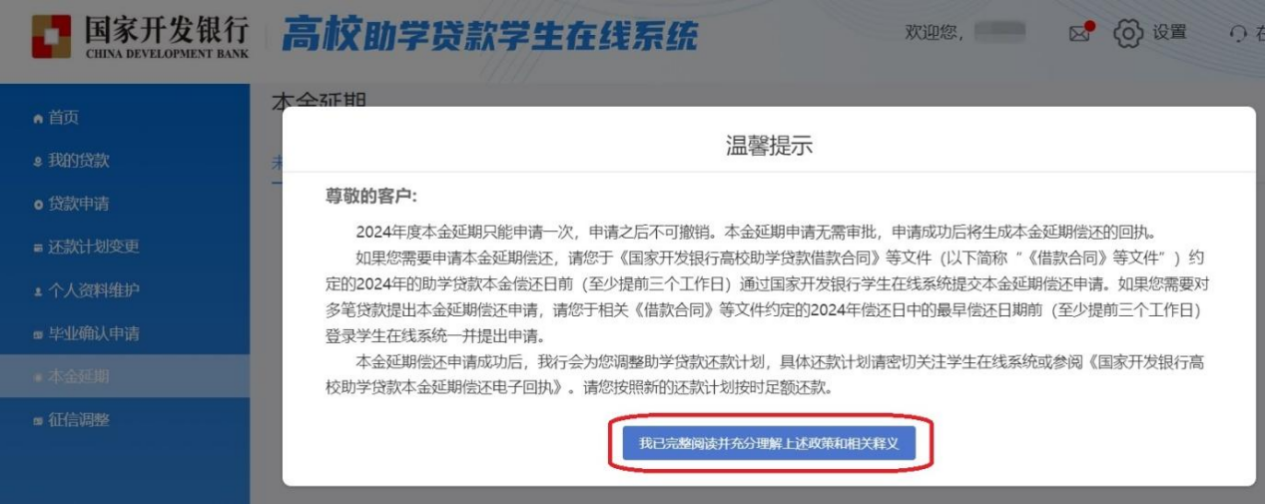 国家开发银行
CHINA DEVELOPMENT BANK
高校助学贷款学生在线系统
欢迎您,
设置
在
首页
我的贷款
贷款申请
还款计划变更
个人资料维护
毕业确认申请
本金延期
征信调整
本金延期
未
温馨提示
尊敬的客户:
2024年度本金延期只能申请一次，申请之后不可撤销。本金延期申请无需审批，申请成功后将生成本金延期偿还的回执。
如果您需要申请本金延期偿还，请您于《国家开发银行高校助学贷款借款合同》等文件（以下简称“《借款合同》等文件”）约
定的2024年的助学贷款本金偿还日前（至少提前三个工作日）通过国家开发银行学生在线系统提交本金延期偿还申请。如果您需要对
多笔贷款提出本金延期偿还申请，请您于相关《借款合同》等文件约定的2024年偿还日中的最早偿还日期前（至少提前三个工作日）
登录学生在线系统一并提出申请。
本金延期偿还申请成功后，我行会为您调整助学贷款还款计划，具体还款计划请密切关注学生在线系统或参阅《国家开发银行高
校助学贷款本金延期偿还电子回执》。请您按照新的还款计划按时足额还款。
我已完整阅读并充分理解上述政策和相关释义